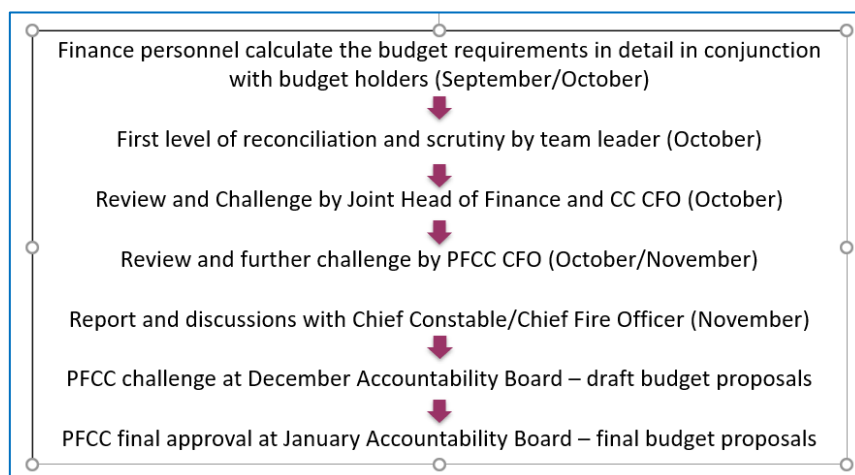 Finance personnel calculate the budget requirements in detail in conjunction
with budget holders (September/October)
First level of reconciliation and scrutiny by team leader (October)
Review and Challenge by Joint Head of Finance and CC CFO (October)
Review and further challenge by PFCC CFO (October/November)
Report and discussions with Chief Constable/Chief Fire Officer (November)
PFCC challenge at December Accountability Board – draft budget proposals
PFCC final approval at January Accountability Board – final budget proposals